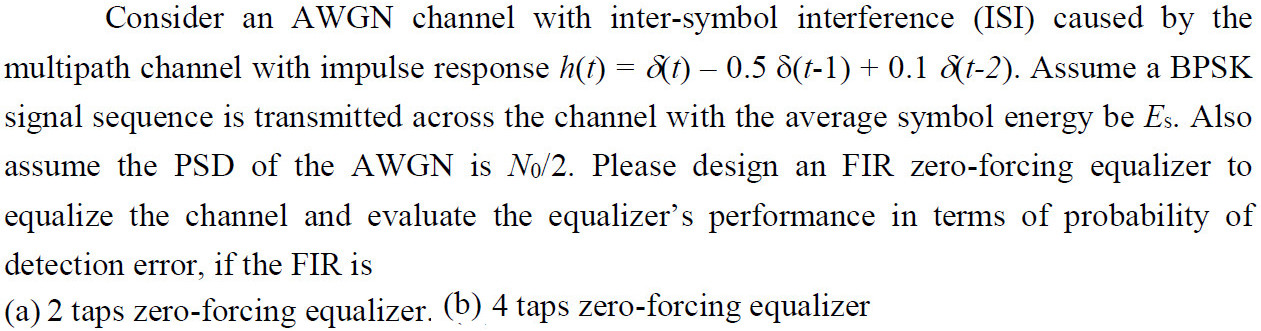 Consider an AWGN channel with inter-symbol interference (ISI) caused by the
multipath channel with impulse response h(t) = δ(t) – 0.5 δ(t-1) + 0.1 δ(t-2). Assume a BPSK
signal sequence is transmitted across the channel with the average symbol energy be Es. Also
assume the PSD of the AWGN is N0/2. Please design an FIR zero-forcing equalizer to
equalize the channel and evaluate the equalizer's performance in terms of probability of
detection error, if the FIR is
(a) 2 taps zero-forcing equalizer. (b) 4 taps zero-forcing equalizer